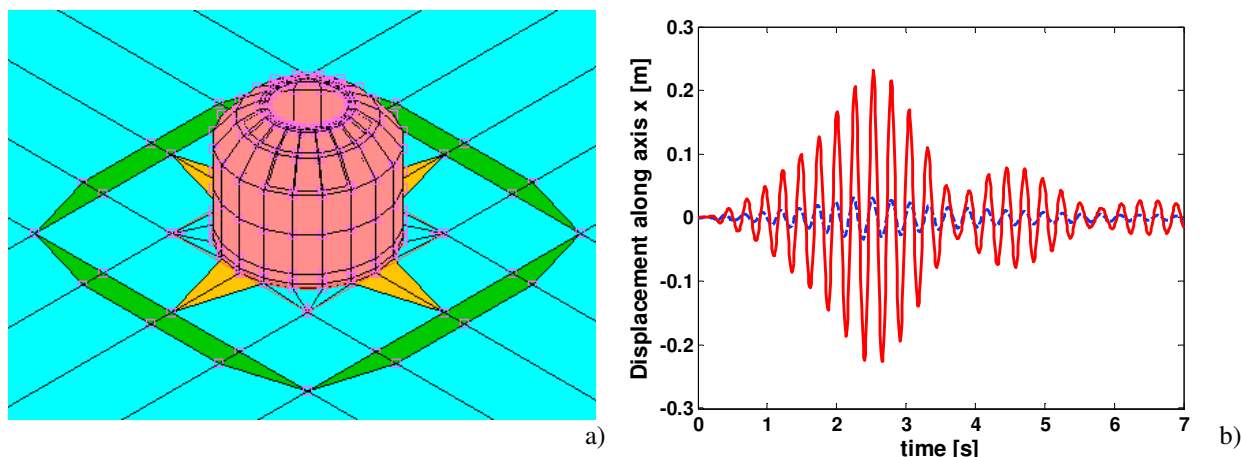 a)
Displacement along axis x [m]
0.3
0.2
0.1
0
-0.1
-0.2
-0.3
0 1 2 3 4 5 6 7
time [s]
b)